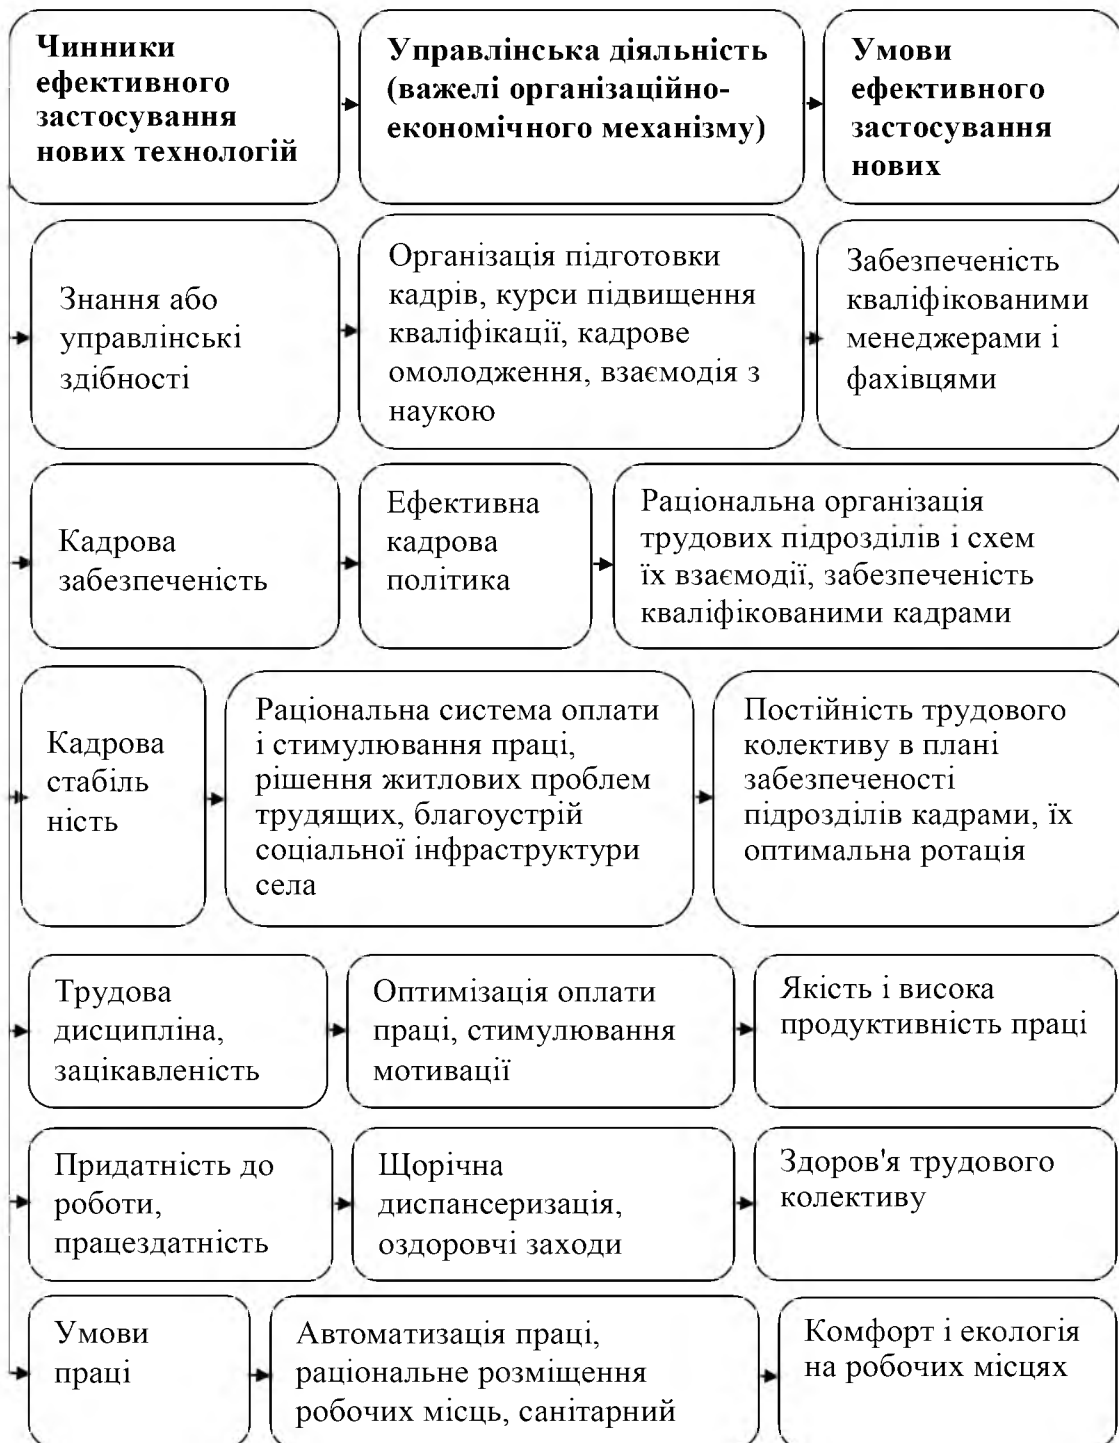 Чинники
ефективного
застосування
нових технологій
Управлінська діяльність
(важелі організаційно-
економічного механізму)
Умови
ефективного
застосування
нових
Знання або
управлінські
здібності
Організація підготовки
кадрів, курси підвищення
кваліфікації, кадрове
омолодження, взаємодія з
наукою
Забезпеченість
кваліфікованими
менеджерами і
фахівцями
Кадрова
забезпеченість
Ефективна
кадрова
політика
Раціональна організація
трудових підрозділів і схем
їх взаємодії, забезпеченість
кваліфікованими кадрами
Кадрова
стабіль
ність
Раціональна система оплати
і стимулювання праці,
рішення житлових проблем
трудящих, благоустрій
соціальної інфраструктури
села
Постійність трудового
колективу в плані
забезпеченості
підрозділів кадрами, їх
оптимальна ротація
Трудова
дисципліна,
зацікавленість
Оптимізація оплати
праці, стимулювання
мотивації
Якість і висока
продуктивність праці
Придатність до
роботи,
працездатність
Щорічна
диспансеризація,
оздоровчі заходи
Здоров'я трудового
колективу
Умови
праці
Автоматизація праці,
раціональне розміщення
робочих місць, санітарний
Комфорт і екологія
на робочих місцях